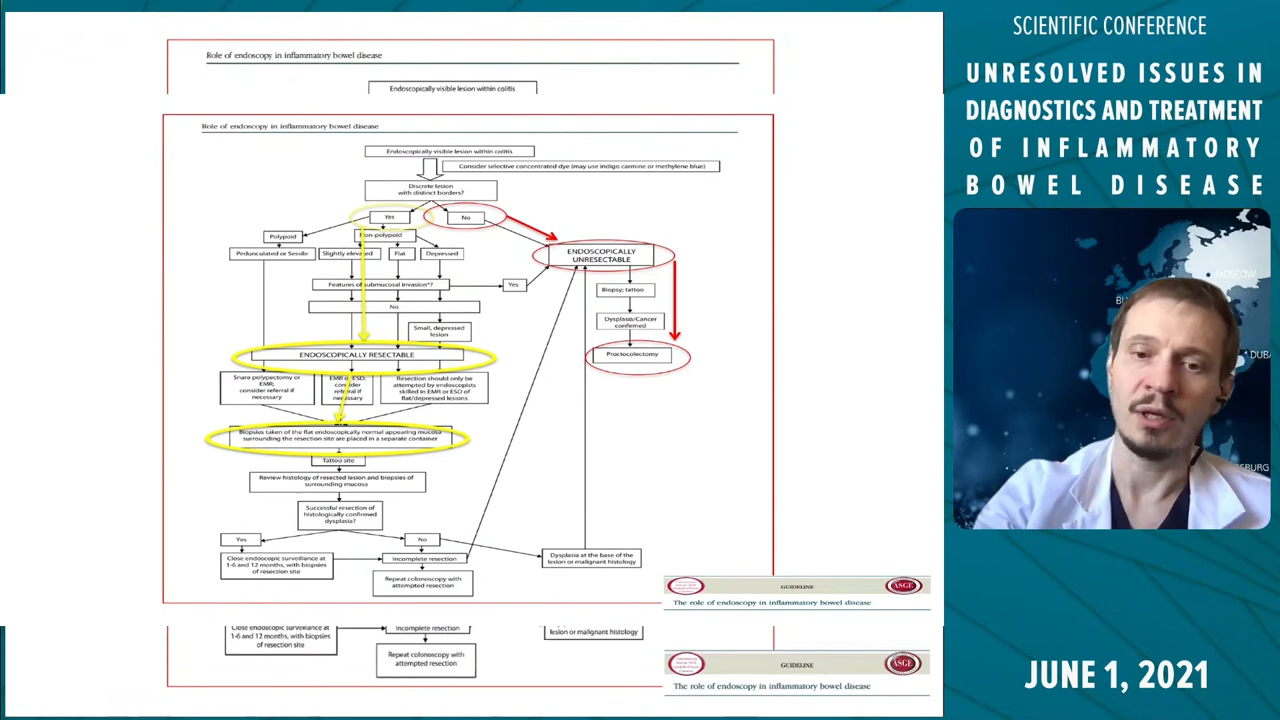 Role of endoscopy in inflammatory bowel disease
Endoscopically visible lesion within colitis
Role of endoscopy in inflammatory bowel disease
Endoscopically visible lesion within colitis
Consider selective concentrated dye (may use indigo carmine or methylene blue)
Discrete lesion
with distinct borders?
Yes
No
Polypoid
Non-polypoid
Pedunculated or Sessile
Slightly elevated
Flat
Depressed
ENDOSCOPICALLY
UNRESECTABLE
Features of submucosal invasion*?
Yes
Biopsy; tattoo
No
Small, depressed
lesion
Dysplasia/Cancer
confirmed
ENDOSCOPICALLY RESECTABLE
Proctocolectomy
Snare polypectomy or
EMR;
consider referral if
necessary
EMR or ESD;
consider
referral if
necessary
Resection should only be
attempted by endoscopists
skilled in EMR or ESD of
flat/depressed lesions
Biopsies taken of the flat endoscopically normal appearing mucosa
surrounding the resection site are placed in a separate container
Tattoo site
Review histology of resected lesion and biopsies of
surrounding mucosa
Successful resection of
histologically confirmed
dysplasia?
Yes
No
Close endoscopic surveillance at
1-6 and 12 months, with biopsies
of resection site
Incomplete resection
Dysplasia at the base of the
lesion or malignant histology
Repeat colonoscopy with
attempted resection
GUIDELINE
ASGE
The role of endoscopy in inflammatory bowel disease
Close endoscopic surveillance at
1-6 and 12 months, with biopsies
of resection site
Incomplete resection
lesion or malignant histology
Repeat colonoscopy with
attempted resection
GUIDELINE
ASGE
The role of endoscopy in inflammatory bowel disease
SCIENTIFIC CONFERENCE
UNRESOLVED ISSUES IN
DIAGNOSTICS AND TREATMENT
OF INFLAMMATORY
BOWEL DISEASE
MOSCOW
JUNE 1, 2021